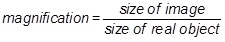 magnification = size of image / size of real object